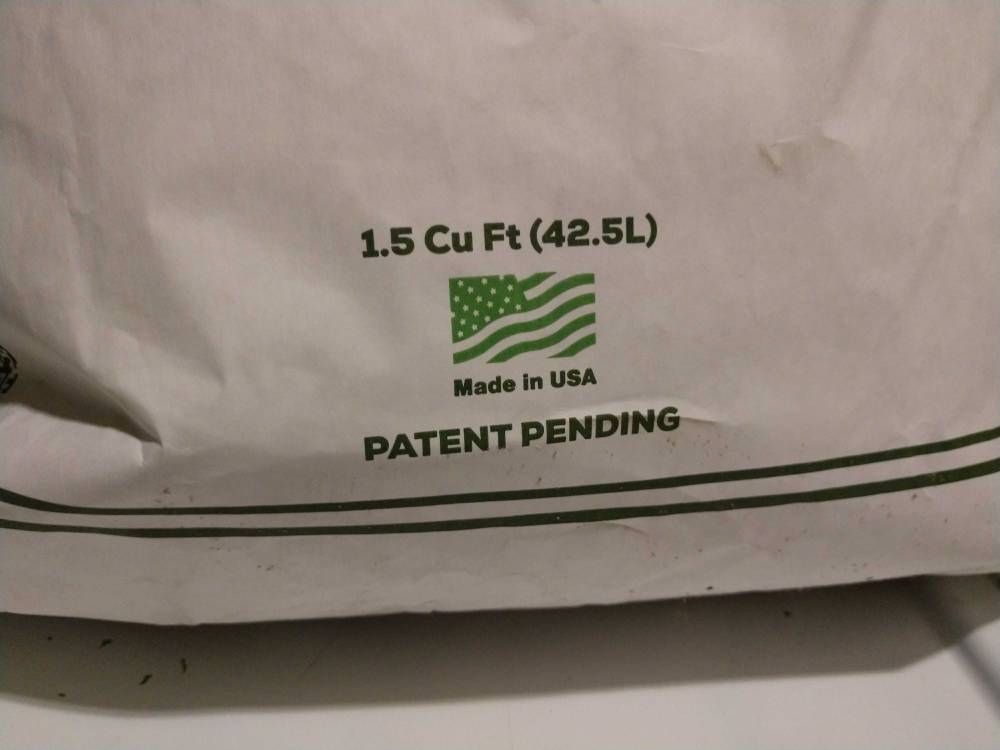 1.5 Cu Ft (42.5L)
Made in USA
PATENT PENDING